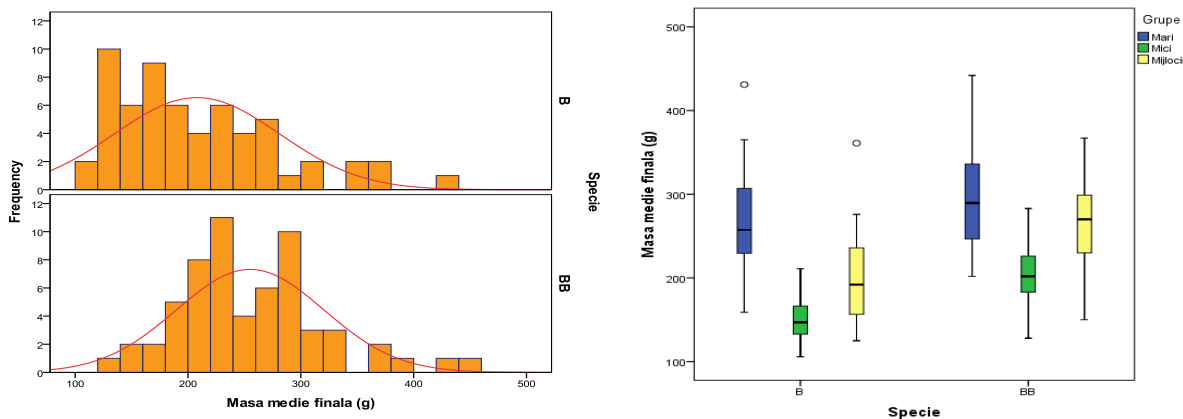 12
10
8
6
4
2
0
B
12
10
8
6
4
2
0
BB
Frequency
Specie
100 200 300 400 500
Masa medie finala (g)
Grupe
Mari
Mici
Mijloci
500
400
300
200
100
Masa medie finala (g)
B BB
Specie